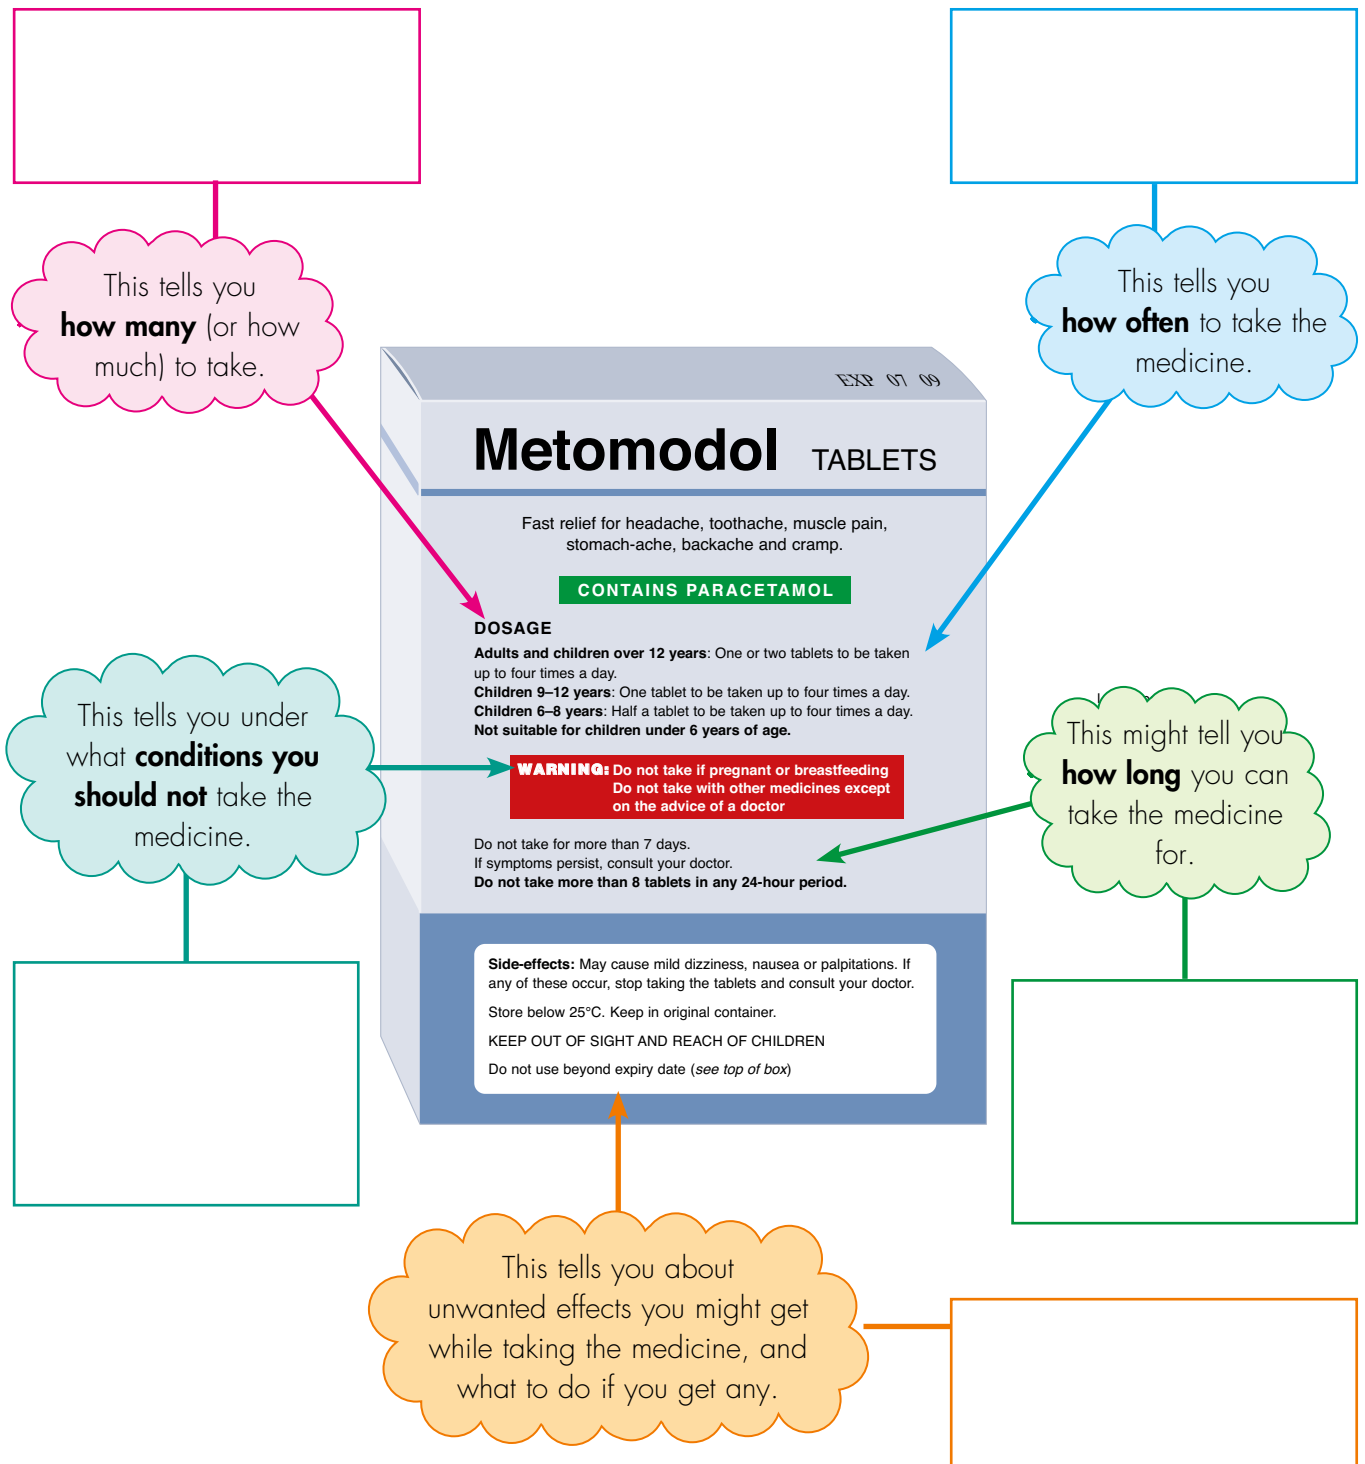 This tells you
how many (or how
much) to take.
This tells you
how often to take the
medicine.
EXP 07 09
Metomodol TABLETS
Fast relief for headache, toothache, muscle pain,
stomach-ache, backache and cramp.
CONTAINS PARACETAMOL
DOSAGE
Adults and children over 12 years: One or two tablets to be taken
up to four times a day.
Children 9–12 years: One tablet to be taken up to four times a day.
Children 6–8 years: Half a tablet to be taken up to four times a day.
Not suitable for children under 6 years of age.
This tells you under
what conditions you
should not take the
medicine.
WARNING: Do not take if pregnant or breastfeeding
Do not take with other medicines except
on the advice of a doctor
This might tell you
how long you can
take the medicine
for.
Do not take for more than 7 days.
If symptoms persist, consult your doctor.
Do not take more than 8 tablets in any 24-hour period.
Side-effects: May cause mild dizziness, nausea or palpitations. If
any of these occur, stop taking the tablets and consult your doctor.
Store below 25°C. Keep in original container.
KEEP OUT OF SIGHT AND REACH OF CHILDREN
Do not use beyond expiry date (see top of box)
This tells you about
unwanted effects you might get
while taking the medicine, and
what to do if you get any.